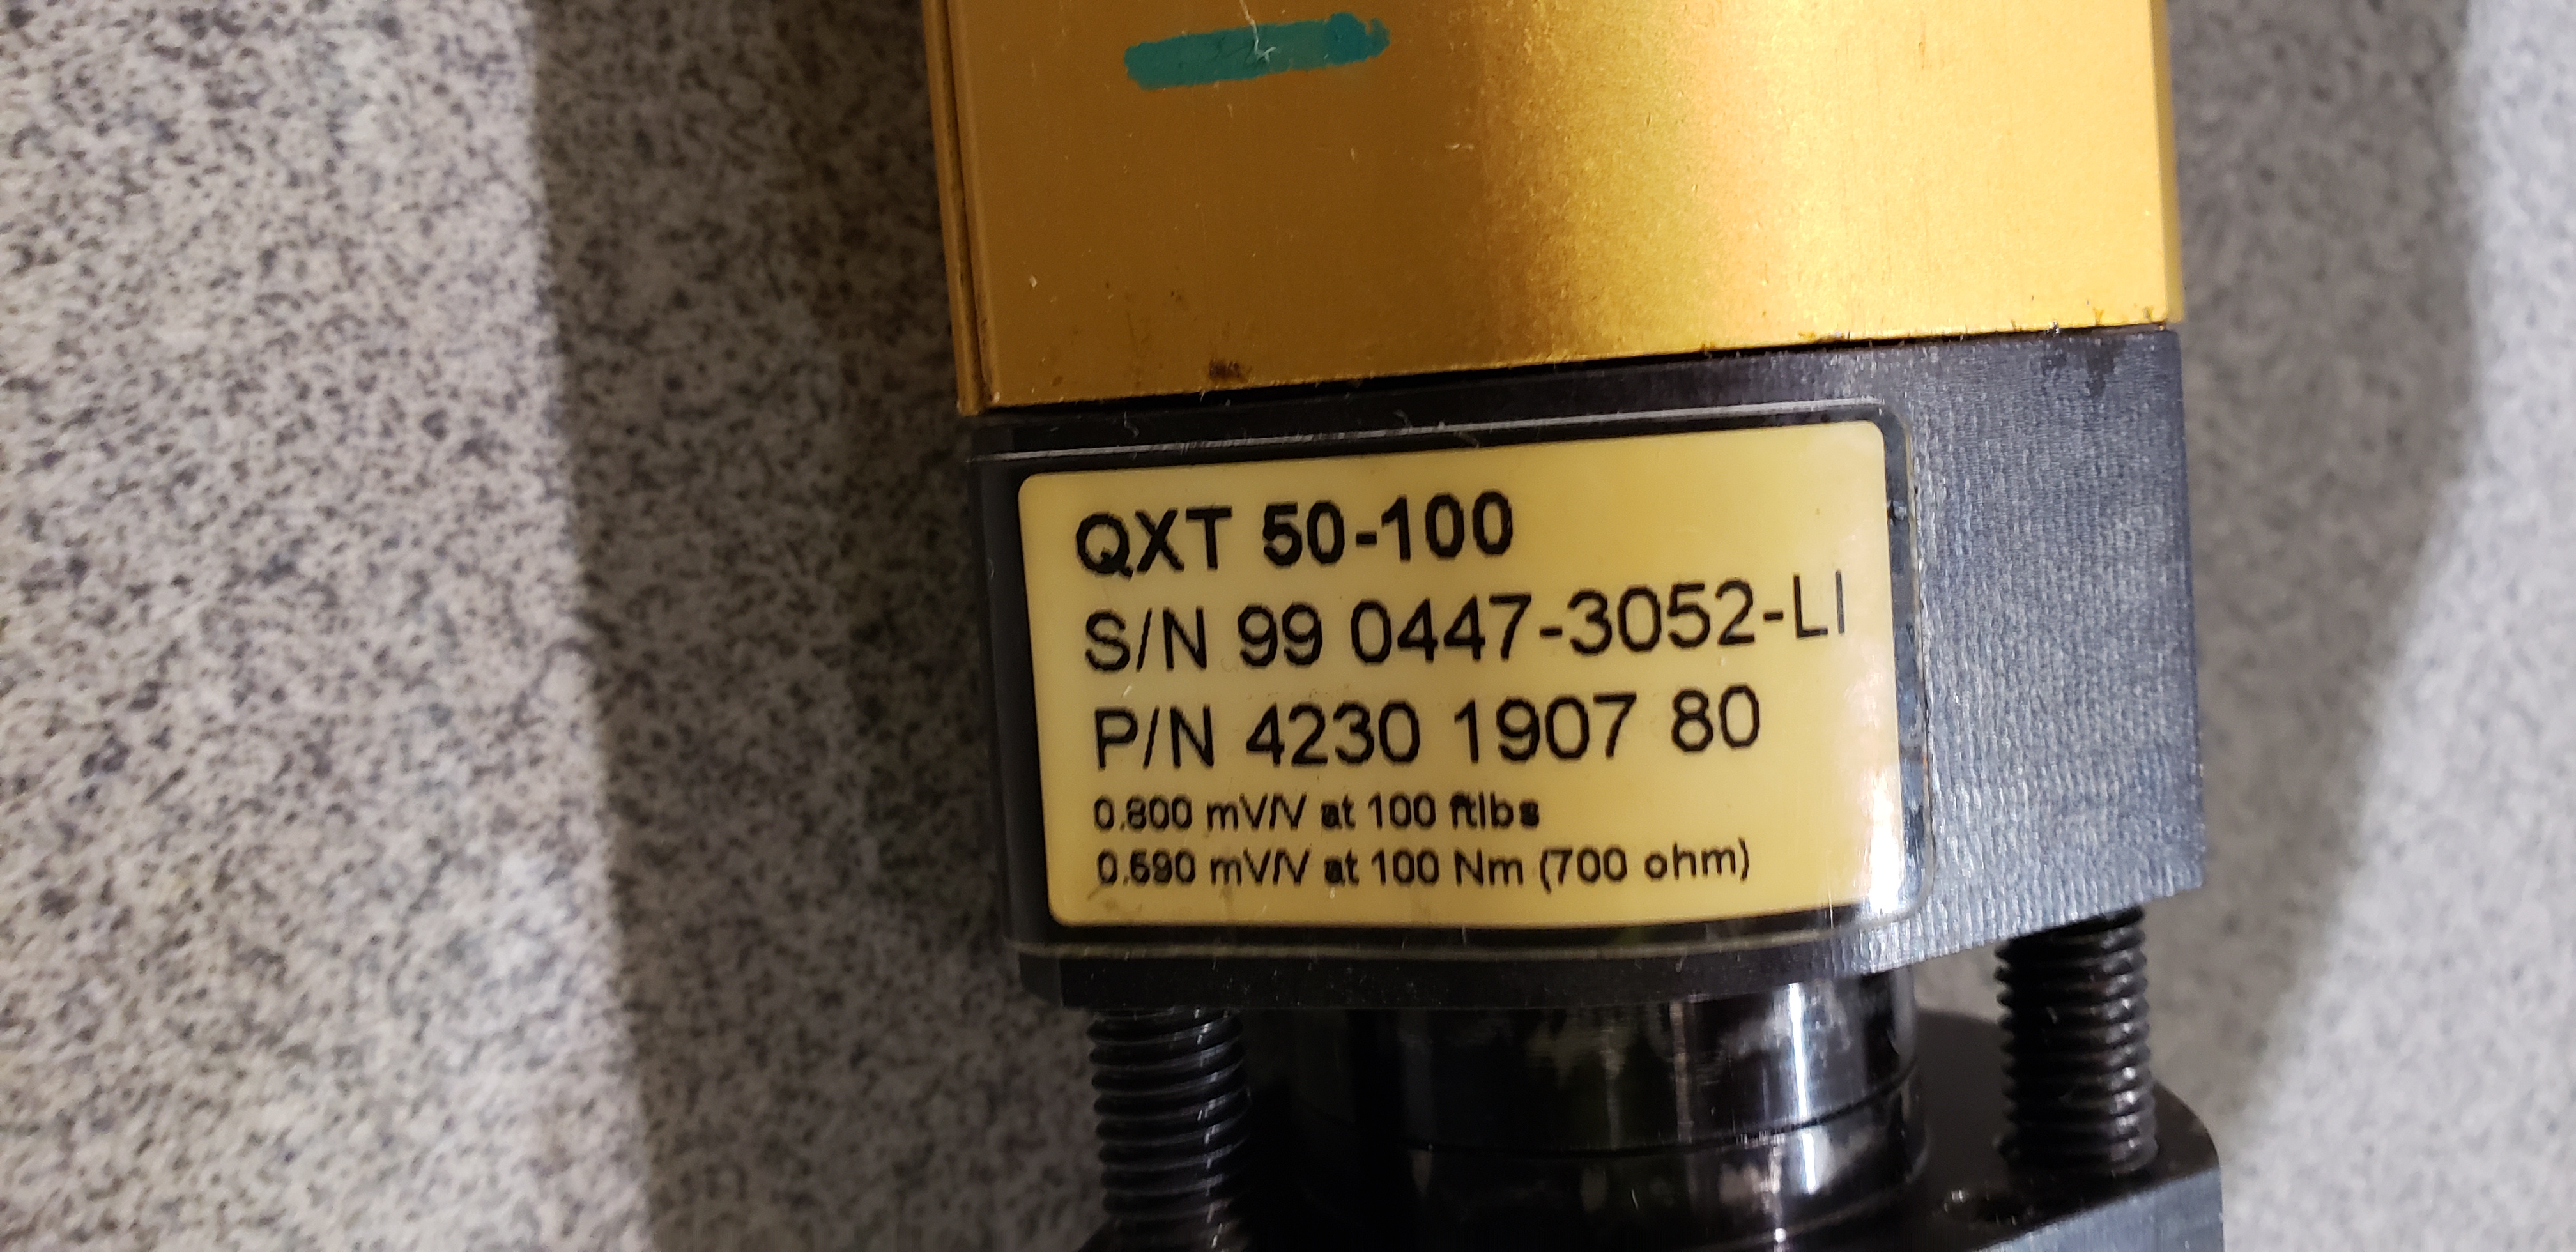 QXT 50-100
S/N 99 0447-3052-LI
P/N 4230 1907 80
0.800 mV/V at 100 ftlbs
0.590 mV/V at 100 Nm (700 ohm)